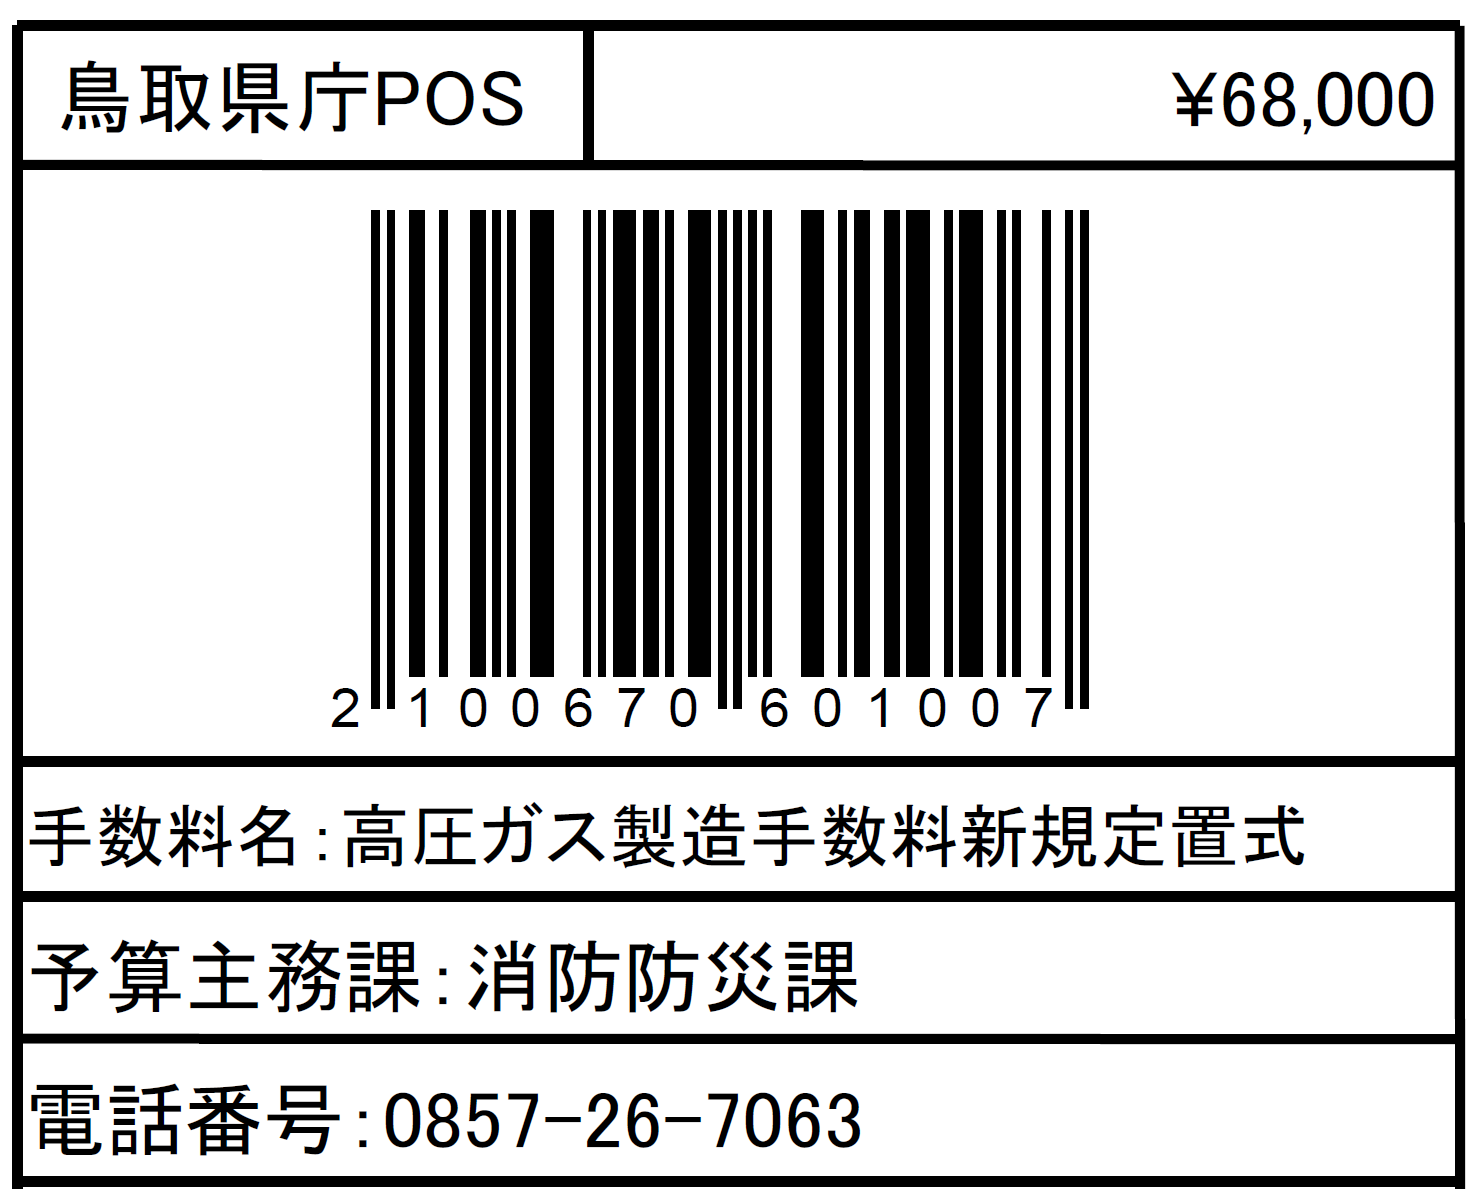 鳥取県庁POS
¥68,000
2 100670 601007
手数料名:高圧ガス製造手数料新規定置式
予算主務課:消防防災課
電話番号:0857-26-7063